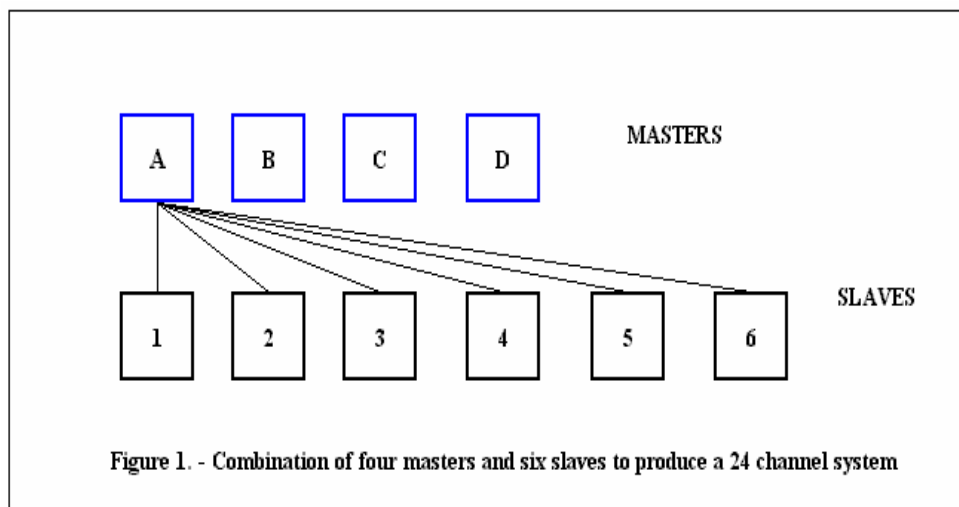 A B C D MASTERS
1 2 3 4 5 6 SLAVES
Figure 1. - Combination of four masters and six slaves to produce a 24 channel system